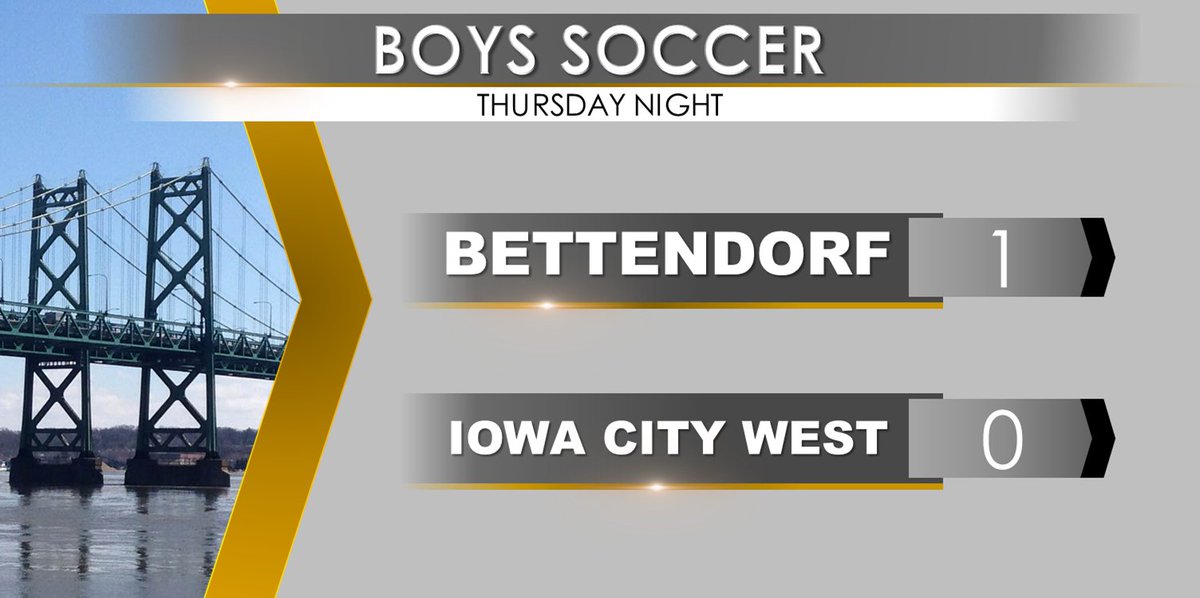 BOYS SOCCER
THURSDAY NIGHT
BETTENDORF 1
IOWA CITY WEST 0